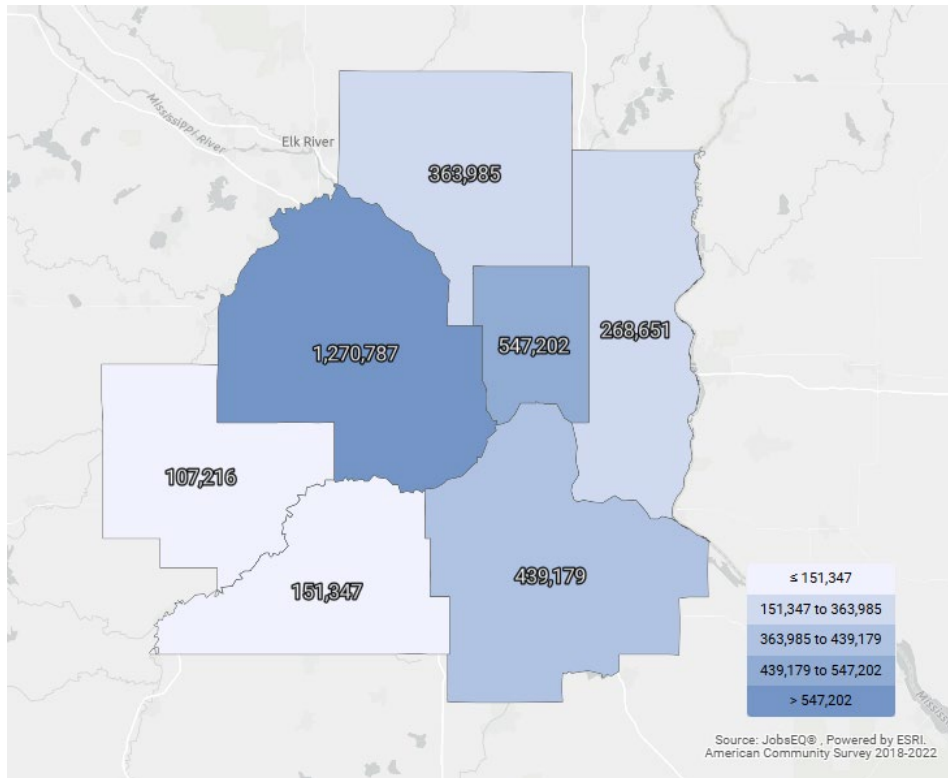 Mississippi River
Elk River
363,985
268,651
547,202
1,270,787
107,216
439,179
151,347
≤ 151,347
151,347 to 363,985
363,985 to 439,179
439,179 to 547,202
> 547,202
Source: JobsEQ® , Powered by ESRI.
American Community Survey 2018-2022